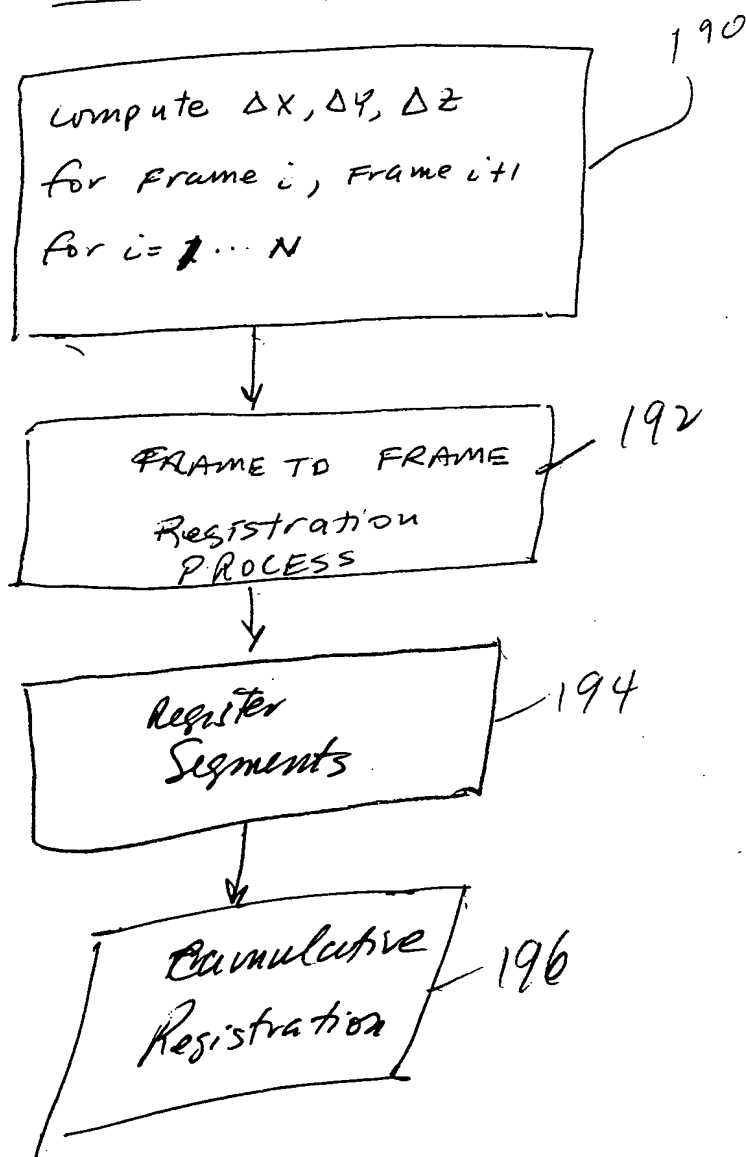 190
compute ΔX, ΔY, ΔZ
for Frame i, Frame i+1
for i= 1 ... N
192
FRAME TO FRAME
Registration
PROCESS
194
Register
Segments
196
Cumulative
Registration